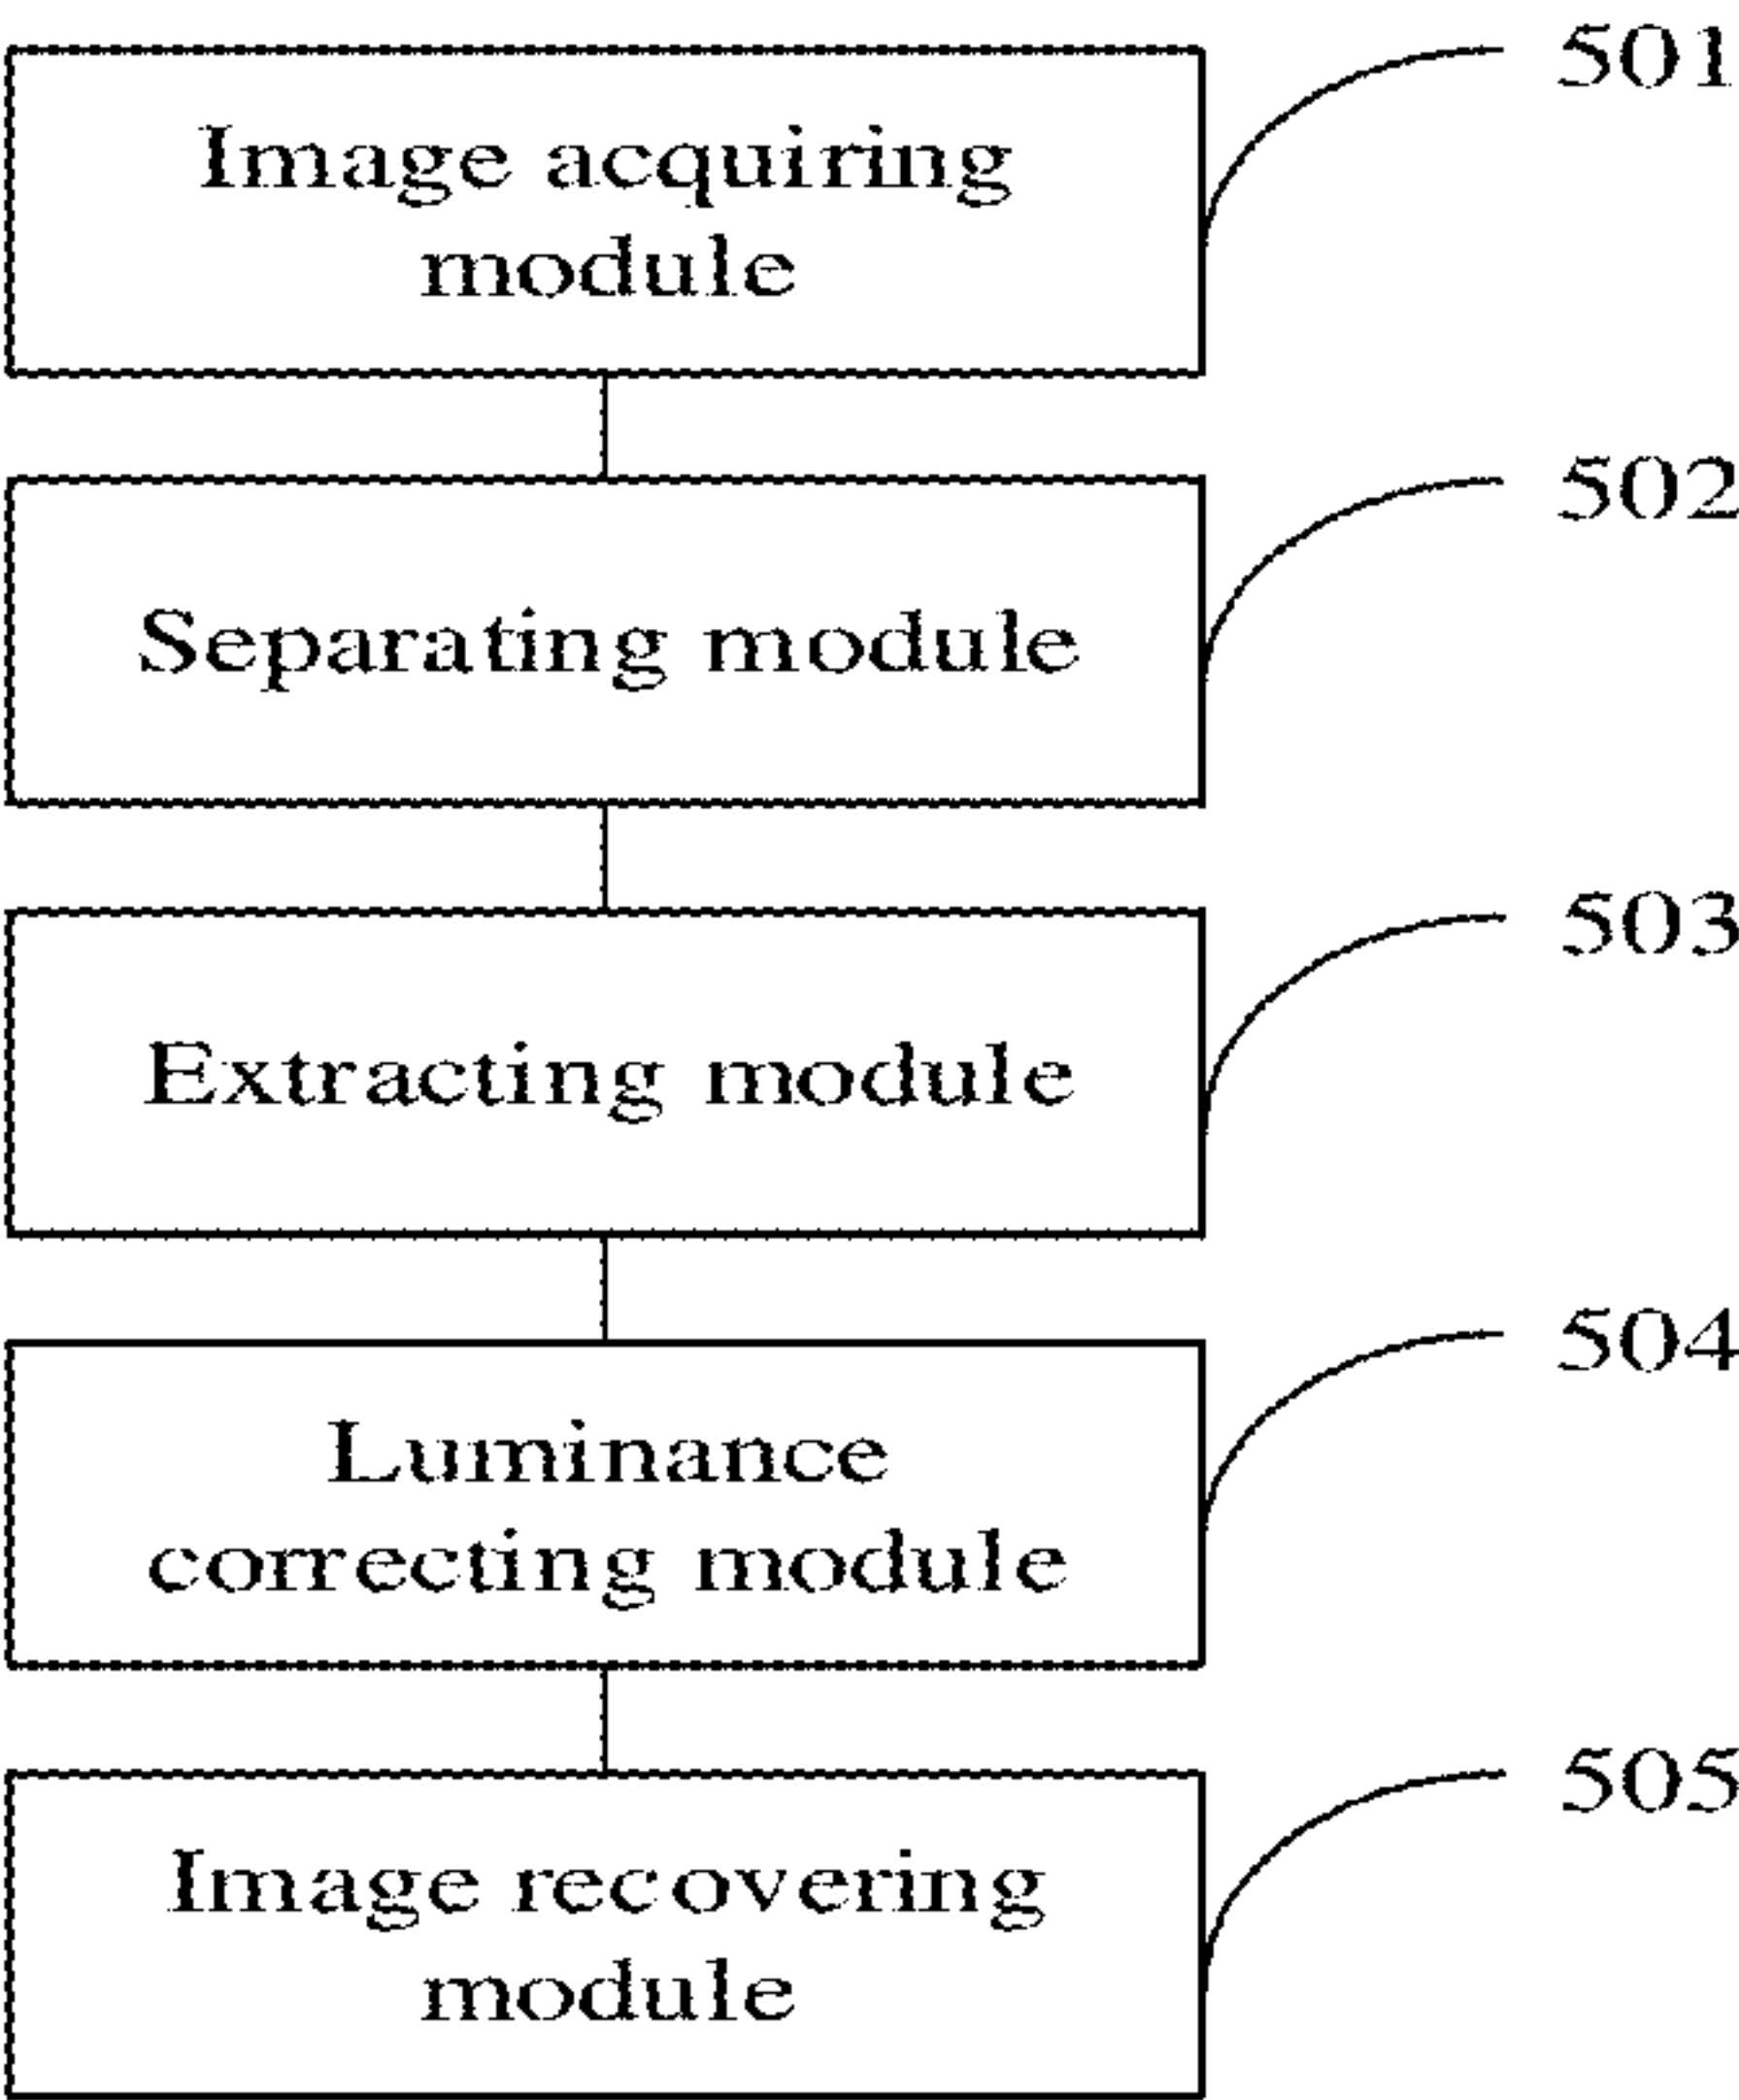 501
Image acquiring
module
502
Separating module
503
Extracting module
504
Luminance
correcting module
505
Image recovering
module